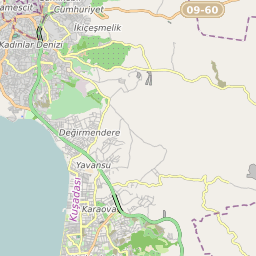 Cumhuriyet
09-60
İkiçeşmelik
Kadınlar Denizi
Değirmendere
Yavansu
Kuşadası
Karaova